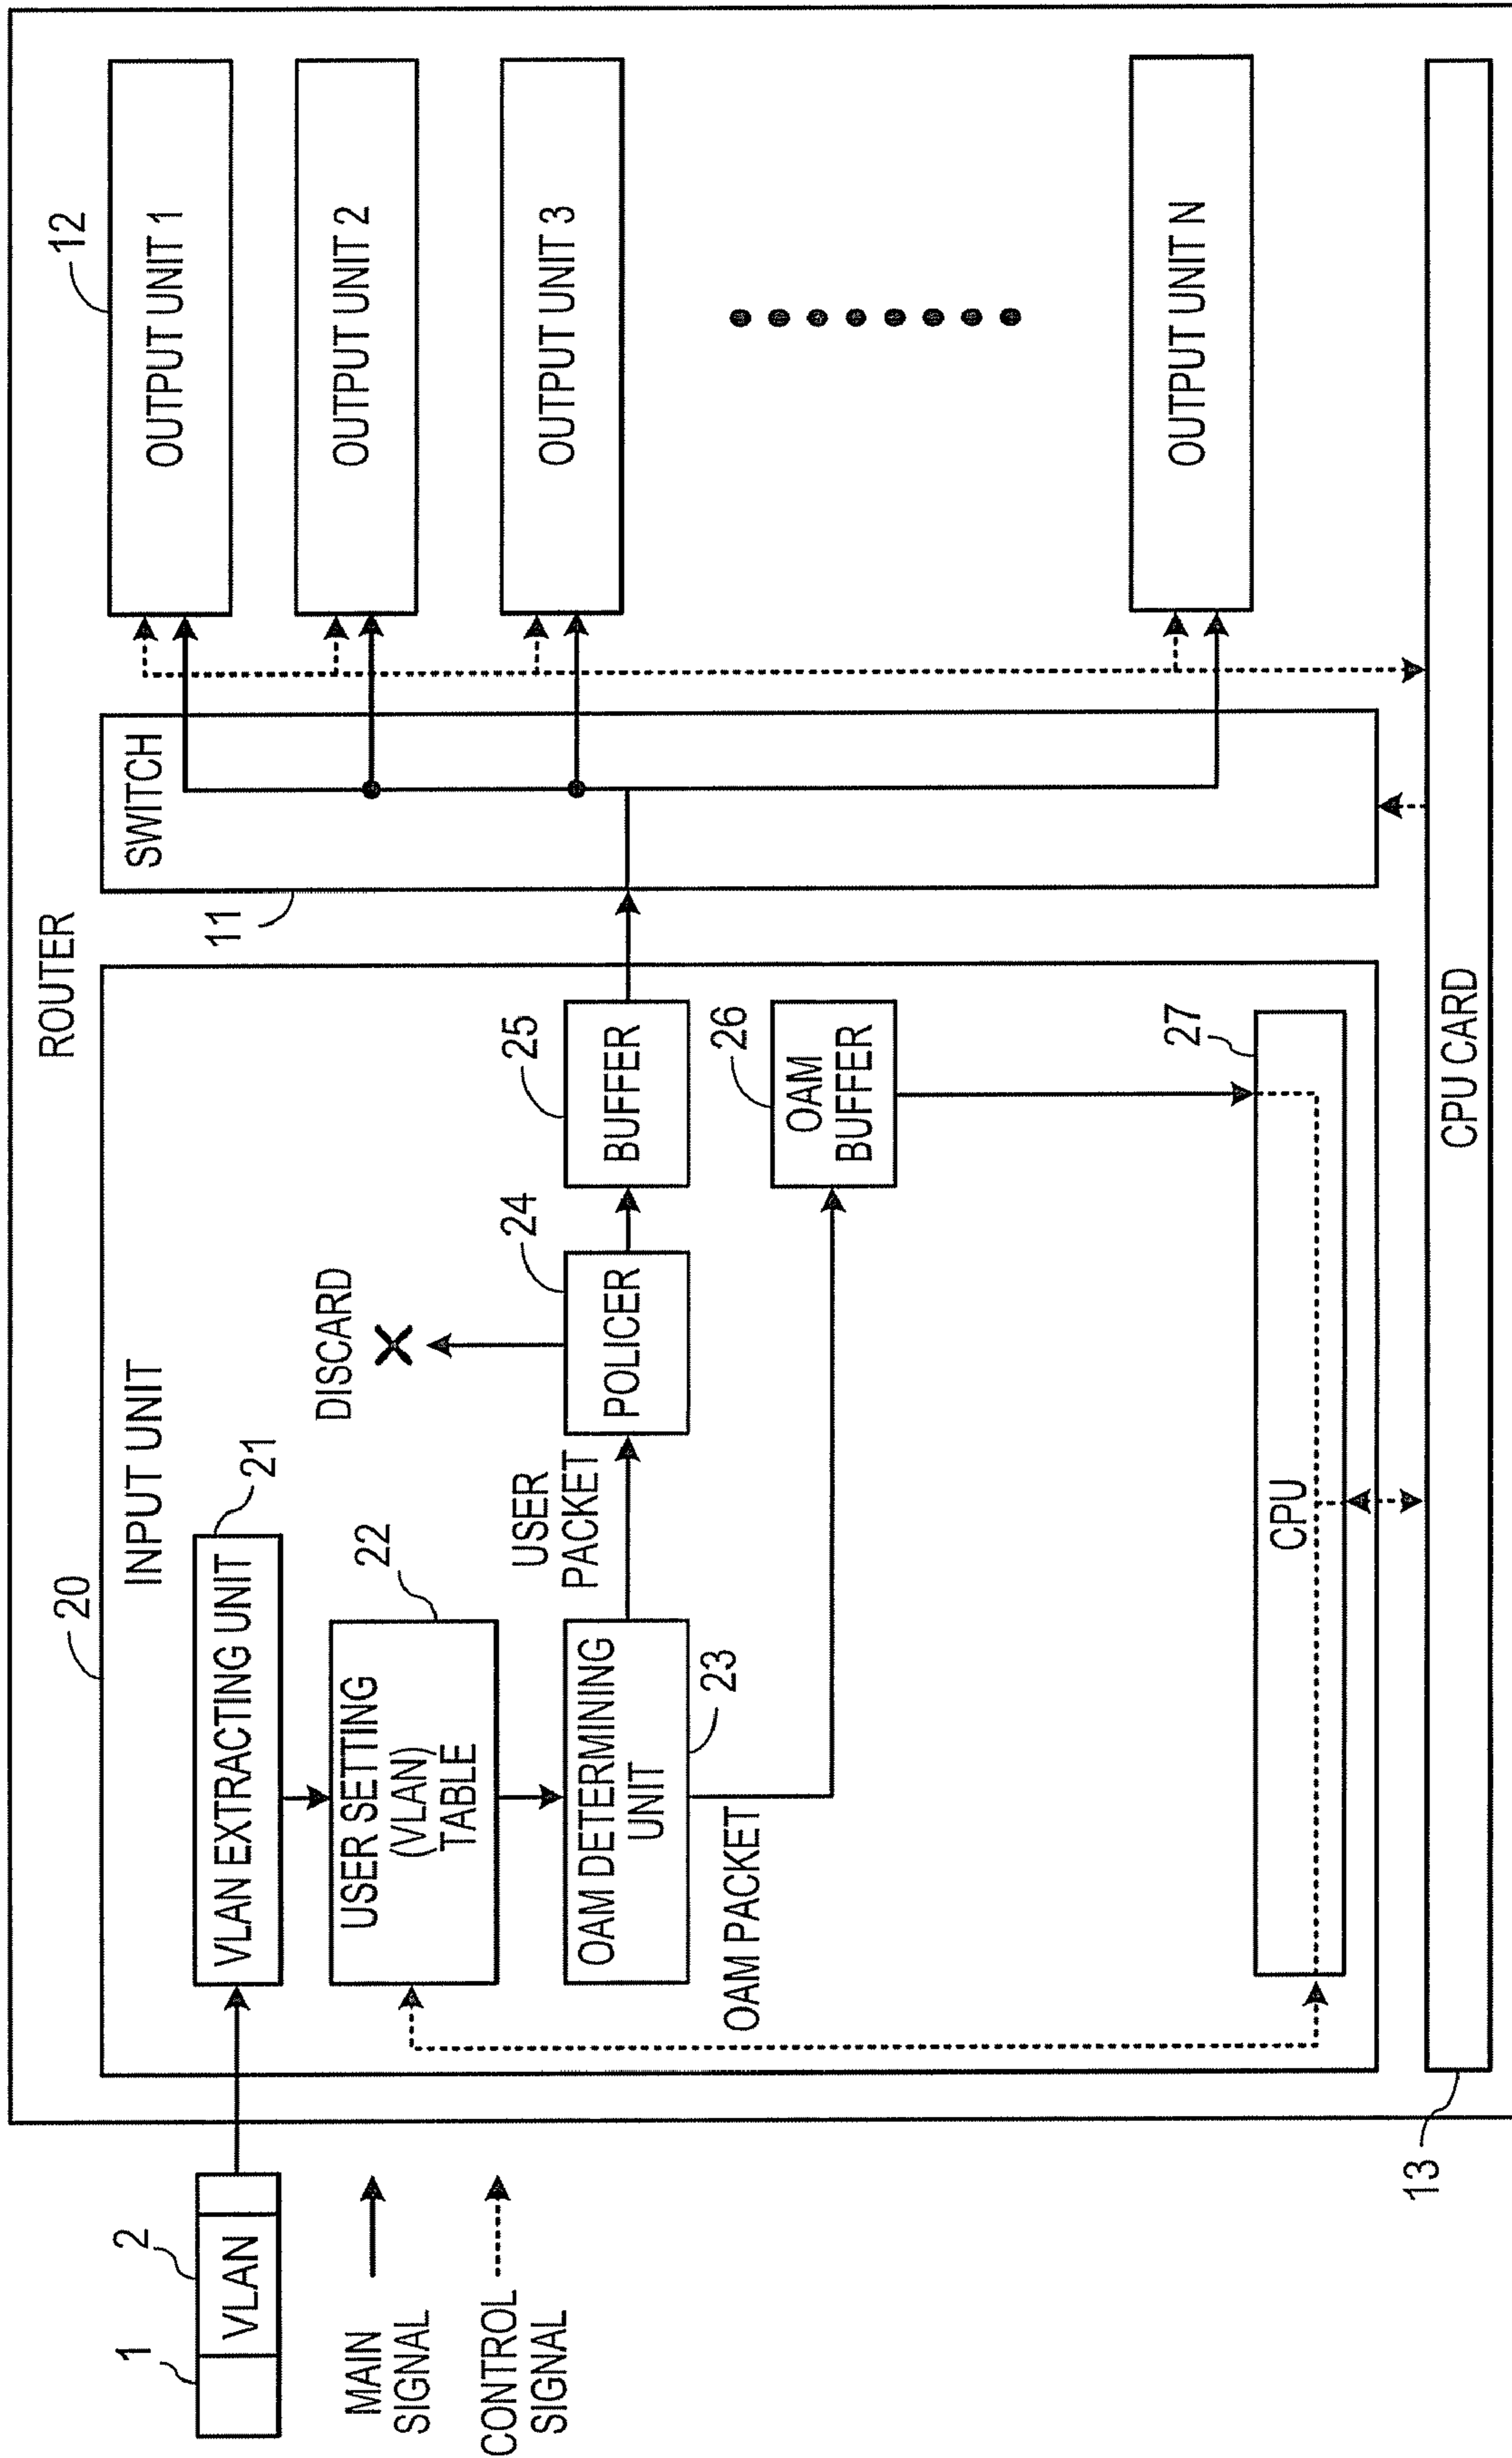 ROUTER
20
INPUT UNIT
21
VLAN EXTRACTING UNIT
22
USER SETTING
(VLAN)
TABLE
OAM DETERMINING
UNIT
23
USER
PACKET
OAM PACKET
DISCARD
24
POLICER
25
BUFFER
26
OAM
BUFFER
27
CPU
11
SWITCH
12
OUTPUT UNIT 1
OUTPUT UNIT 2
OUTPUT UNIT 3
OUTPUT UNIT N
CPU CARD
13
1
2
VLAN
MAIN
SIGNAL
CONTROL
SIGNAL